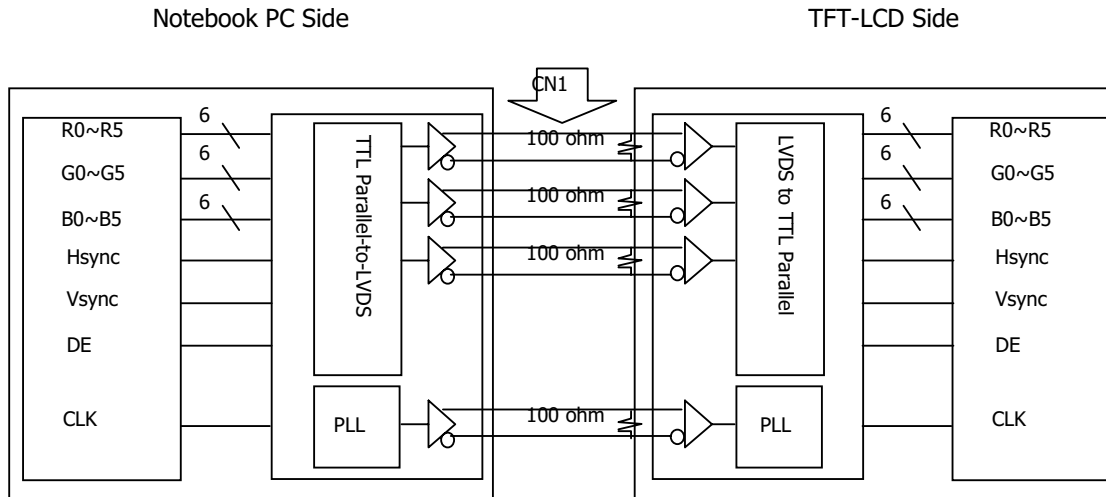 Notebook PC Side
TFT-LCD Side
CN1
R0~R5
6
100 ohm
6
R0~R5
G0~G5
6
100 ohm
6
G0~G5
B0~B5
6
100 ohm
6
B0~B5
Hsync
Hsync
Vsync
Vsync
DE
DE
CLK
CLK
TTL Parallel-to-LVDS
LVDS to TTL Parallel
PLL
100 ohm
PLL